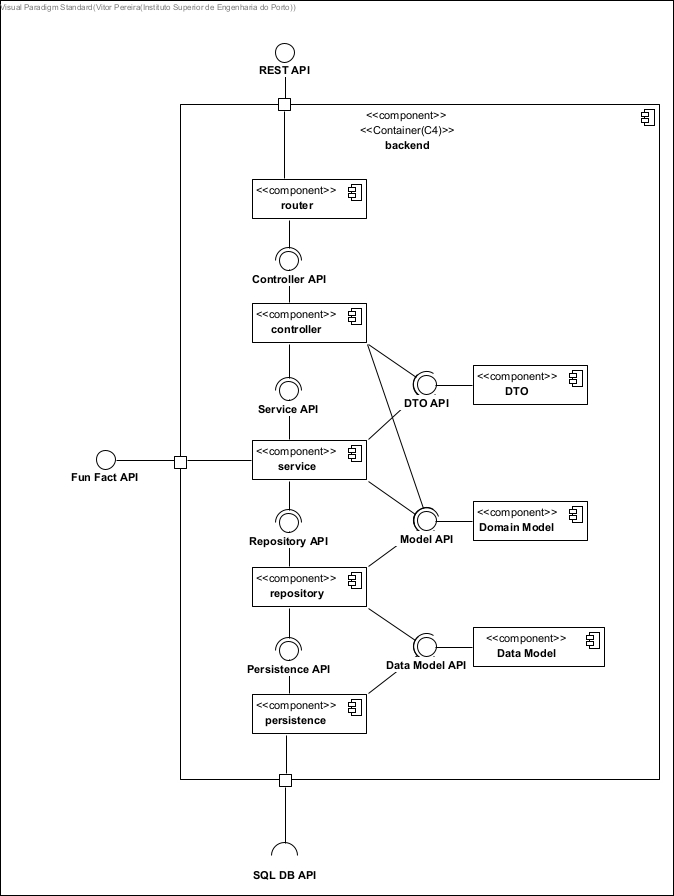 Visual Paradigm Standard(Vitor Pereira(Instituto Superior de Engenharia do Porto))
REST API
<<component>>
<<Container(C4)>>
backend
<<component>>
router
Controller API
<<component>>
controller
<<component>>
DTO
DTO API
Service API
<<component>>
service
Fun Fact API
<<component>>
Domain Model
Model API
Repository API
<<component>>
repository
<<component>>
Data Model
Data Model API
Persistence API
<<component>>
persistence
SQL DB API